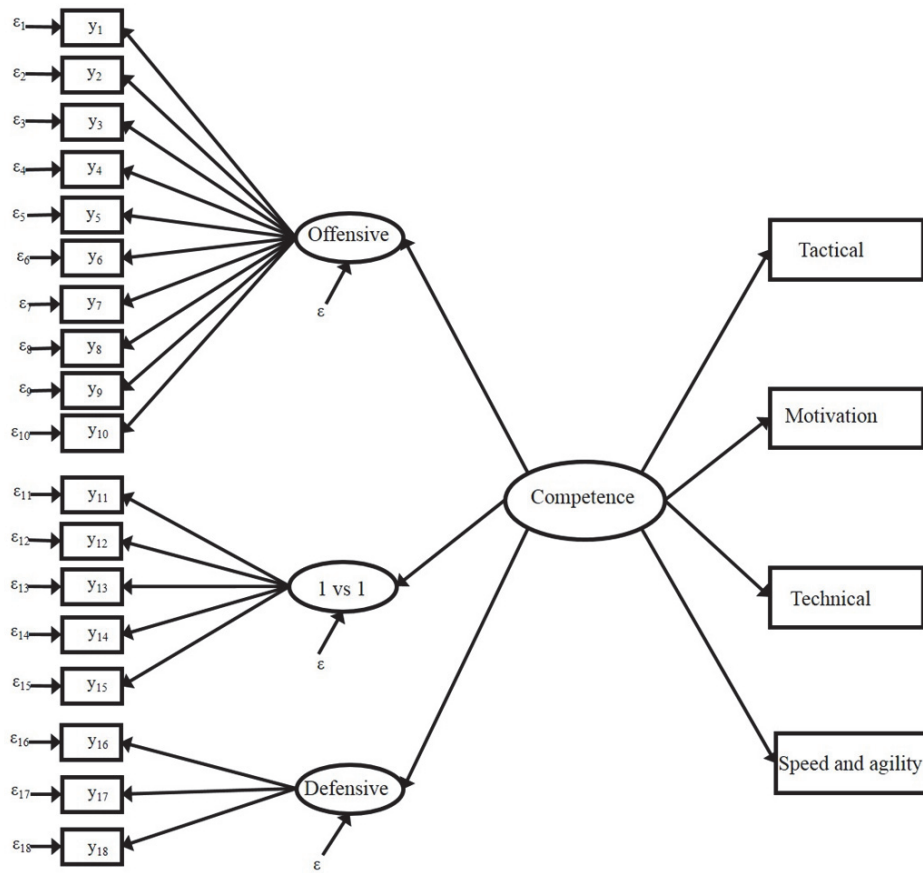 ε₁ y₁
ε₂ y₂
ε₃ y₃
ε₄ y₄
ε₅ y₅
ε₆ y₆
ε₇ y₇
ε₈ y₈
ε₉ y₉
ε₁₀ y₁₀
ε₁₁ y₁₁
ε₁₂ y₁₂
ε₁₃ y₁₃
ε₁₄ y₁₄
ε₁₅ y₁₅
ε₁₆ y₁₆
ε₁₇ y₁₇
ε₁₈ y₁₈
Offensive
ε
1 vs 1
ε
Defensive
ε
Competence
Tactical
Motivation
Technical
Speed and agility